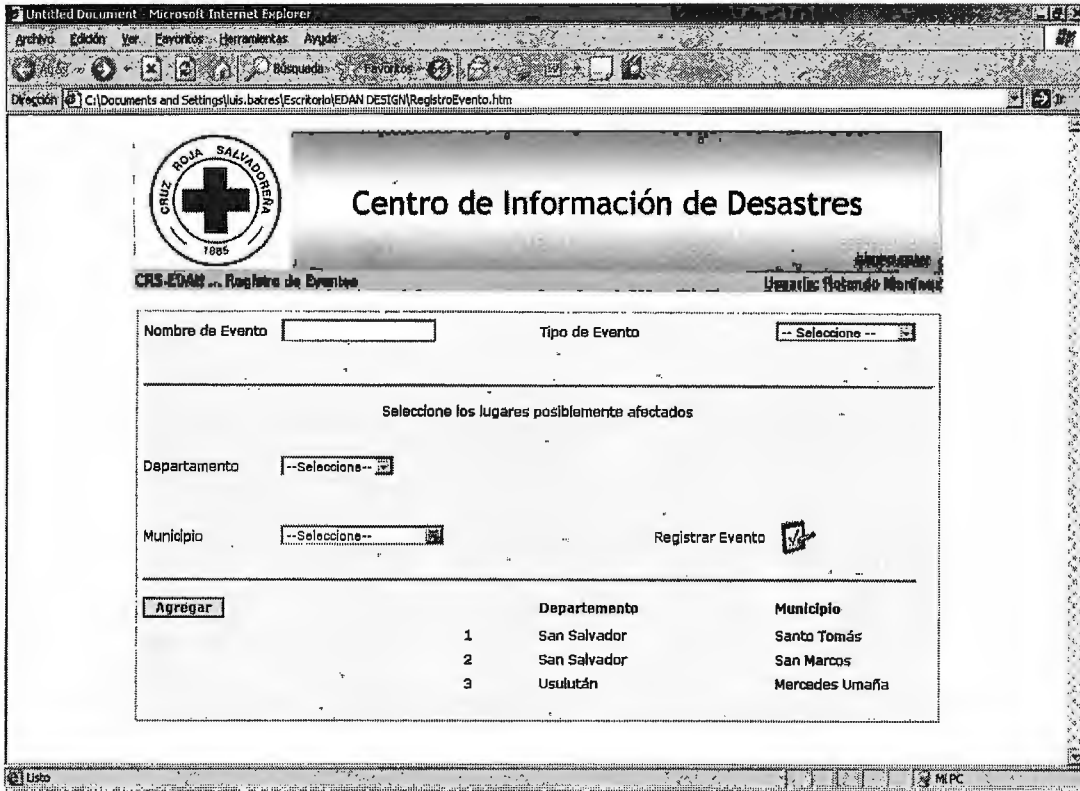 Untitled Document - Microsoft Internet Explorer
Archivo Edición Ver Favoritos Herramientas Ayuda
Atrás Búsqueda Favoritos
Dirección C:\Documents and Settings\luis.batres\Escritorio\EDAN DESIGN\RegistroEvento.htm Ir
CRUZ ROJA SALVADOREÑA
1885
Centro de Información de Desastres
CRS-EDAN ... Registro de Eventos
Usuario: Rolando Martínez
Nombre de Evento Tipo de Evento -- Seleccione --
Seleccione los lugares posiblemente afectados
Departamento --Seleccione--
Municipio --Seleccione-- Registrar Evento
Agregar Departamento Municipio
1 San Salvador Santo Tomás
2 San Salvador San Marcos
3 Usulután Mercedes Umaña
Listo Mi PC